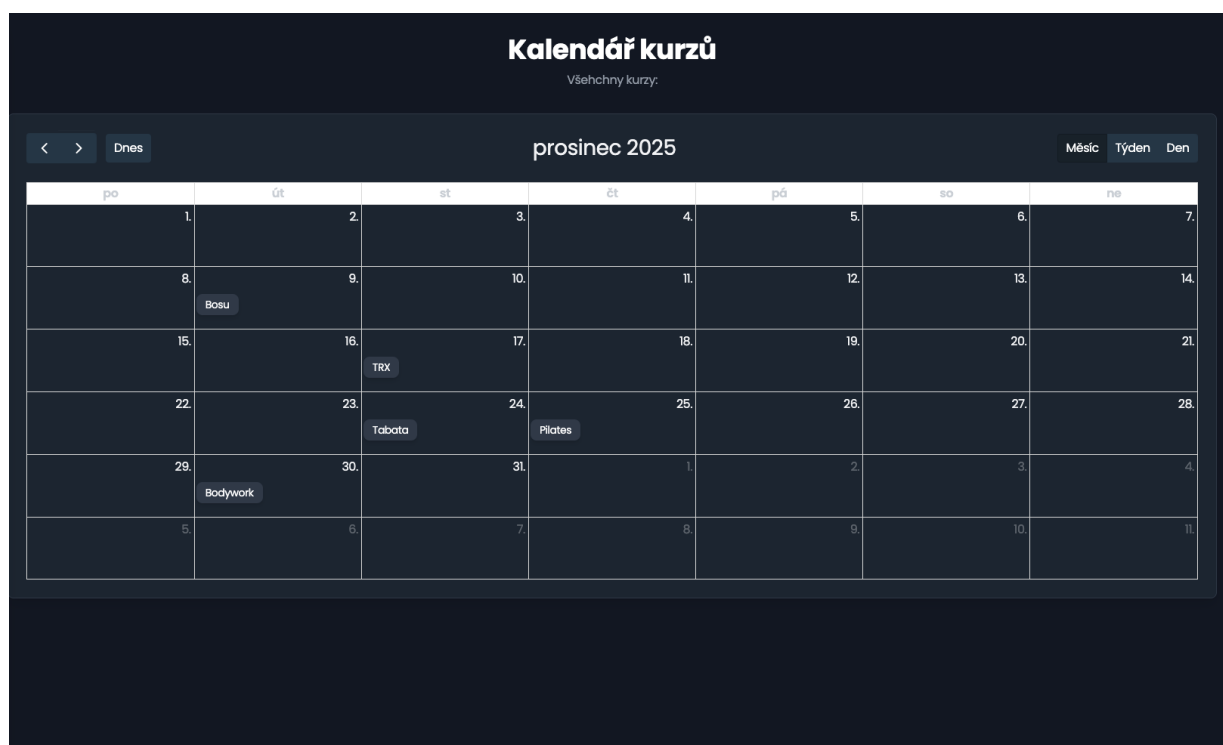 Kalendář kurzů
Všehchny kurzy:
Dnes
prosinec 2025
Měsíc Týden Den
po út st čt pá so ne
1. 2. 3. 4. 5. 6. 7.
8. 9. 10. 11. 12. 13. 14.
Bosu
15. 16. 17. 18. 19. 20. 21.
TRX
22. 23. 24. 25. 26. 27. 28.
Tabata Pilates
29. 30. 31. 1. 2. 3. 4.
Bodywork
5. 6. 7. 8. 9. 10. 11.